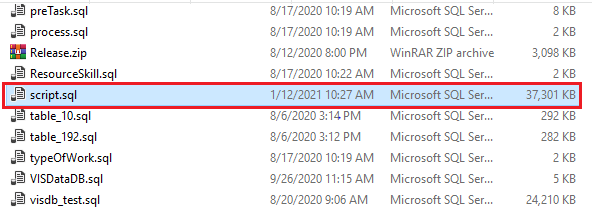 preTask.sql 8/17/2020 10:19 AM Microsoft SQL Ser... 8 KB
process.sql 8/17/2020 10:29 AM Microsoft SQL Ser... 2 KB
Release.zip 8/12/2020 8:00 PM WinRAR ZIP archive 3,098 KB
ResourceSkill.sql 8/17/2020 10:22 AM Microsoft SQL Ser... 2 KB
script.sql 1/12/2021 10:27 AM Microsoft SQL Ser... 37,301 KB
table_10.sql 8/6/2020 3:14 PM Microsoft SQL Ser... 292 KB
table_192.sql 8/6/2020 3:12 PM Microsoft SQL Ser... 282 KB
typeOfWork.sql 8/17/2020 10:19 AM Microsoft SQL Ser... 2 KB
VISDataDB.sql 9/26/2020 11:15 AM Microsoft SQL Ser... 5 KB
visdb_test.sql 8/20/2020 9:06 AM Microsoft SQL Ser... 24,210 KB